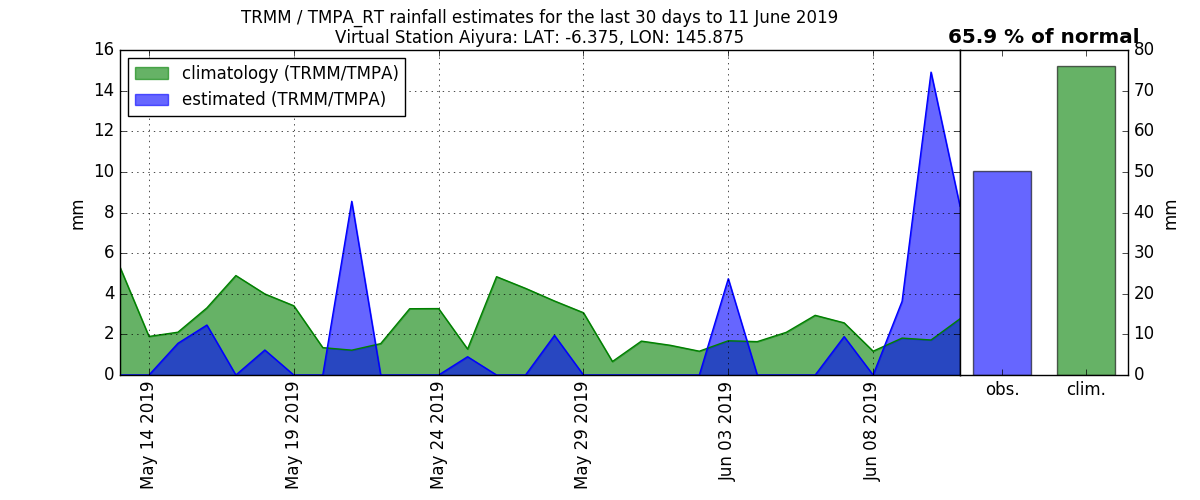 TRMM / TMPA_RT rainfall estimates for the last 30 days to 11 June 2019
Virtual Station Aiyura: LAT: -6.375, LON: 145.875
65.9 % of normal
climatology (TRMM/TMPA)
estimated (TRMM/TMPA)
16
14
12
10
8
6
4
2
0
mm
May 14 2019
May 19 2019
May 24 2019
May 29 2019
Jun 03 2019
Jun 08 2019
80
70
60
50
40
30
20
10
0
mm
obs.
clim.